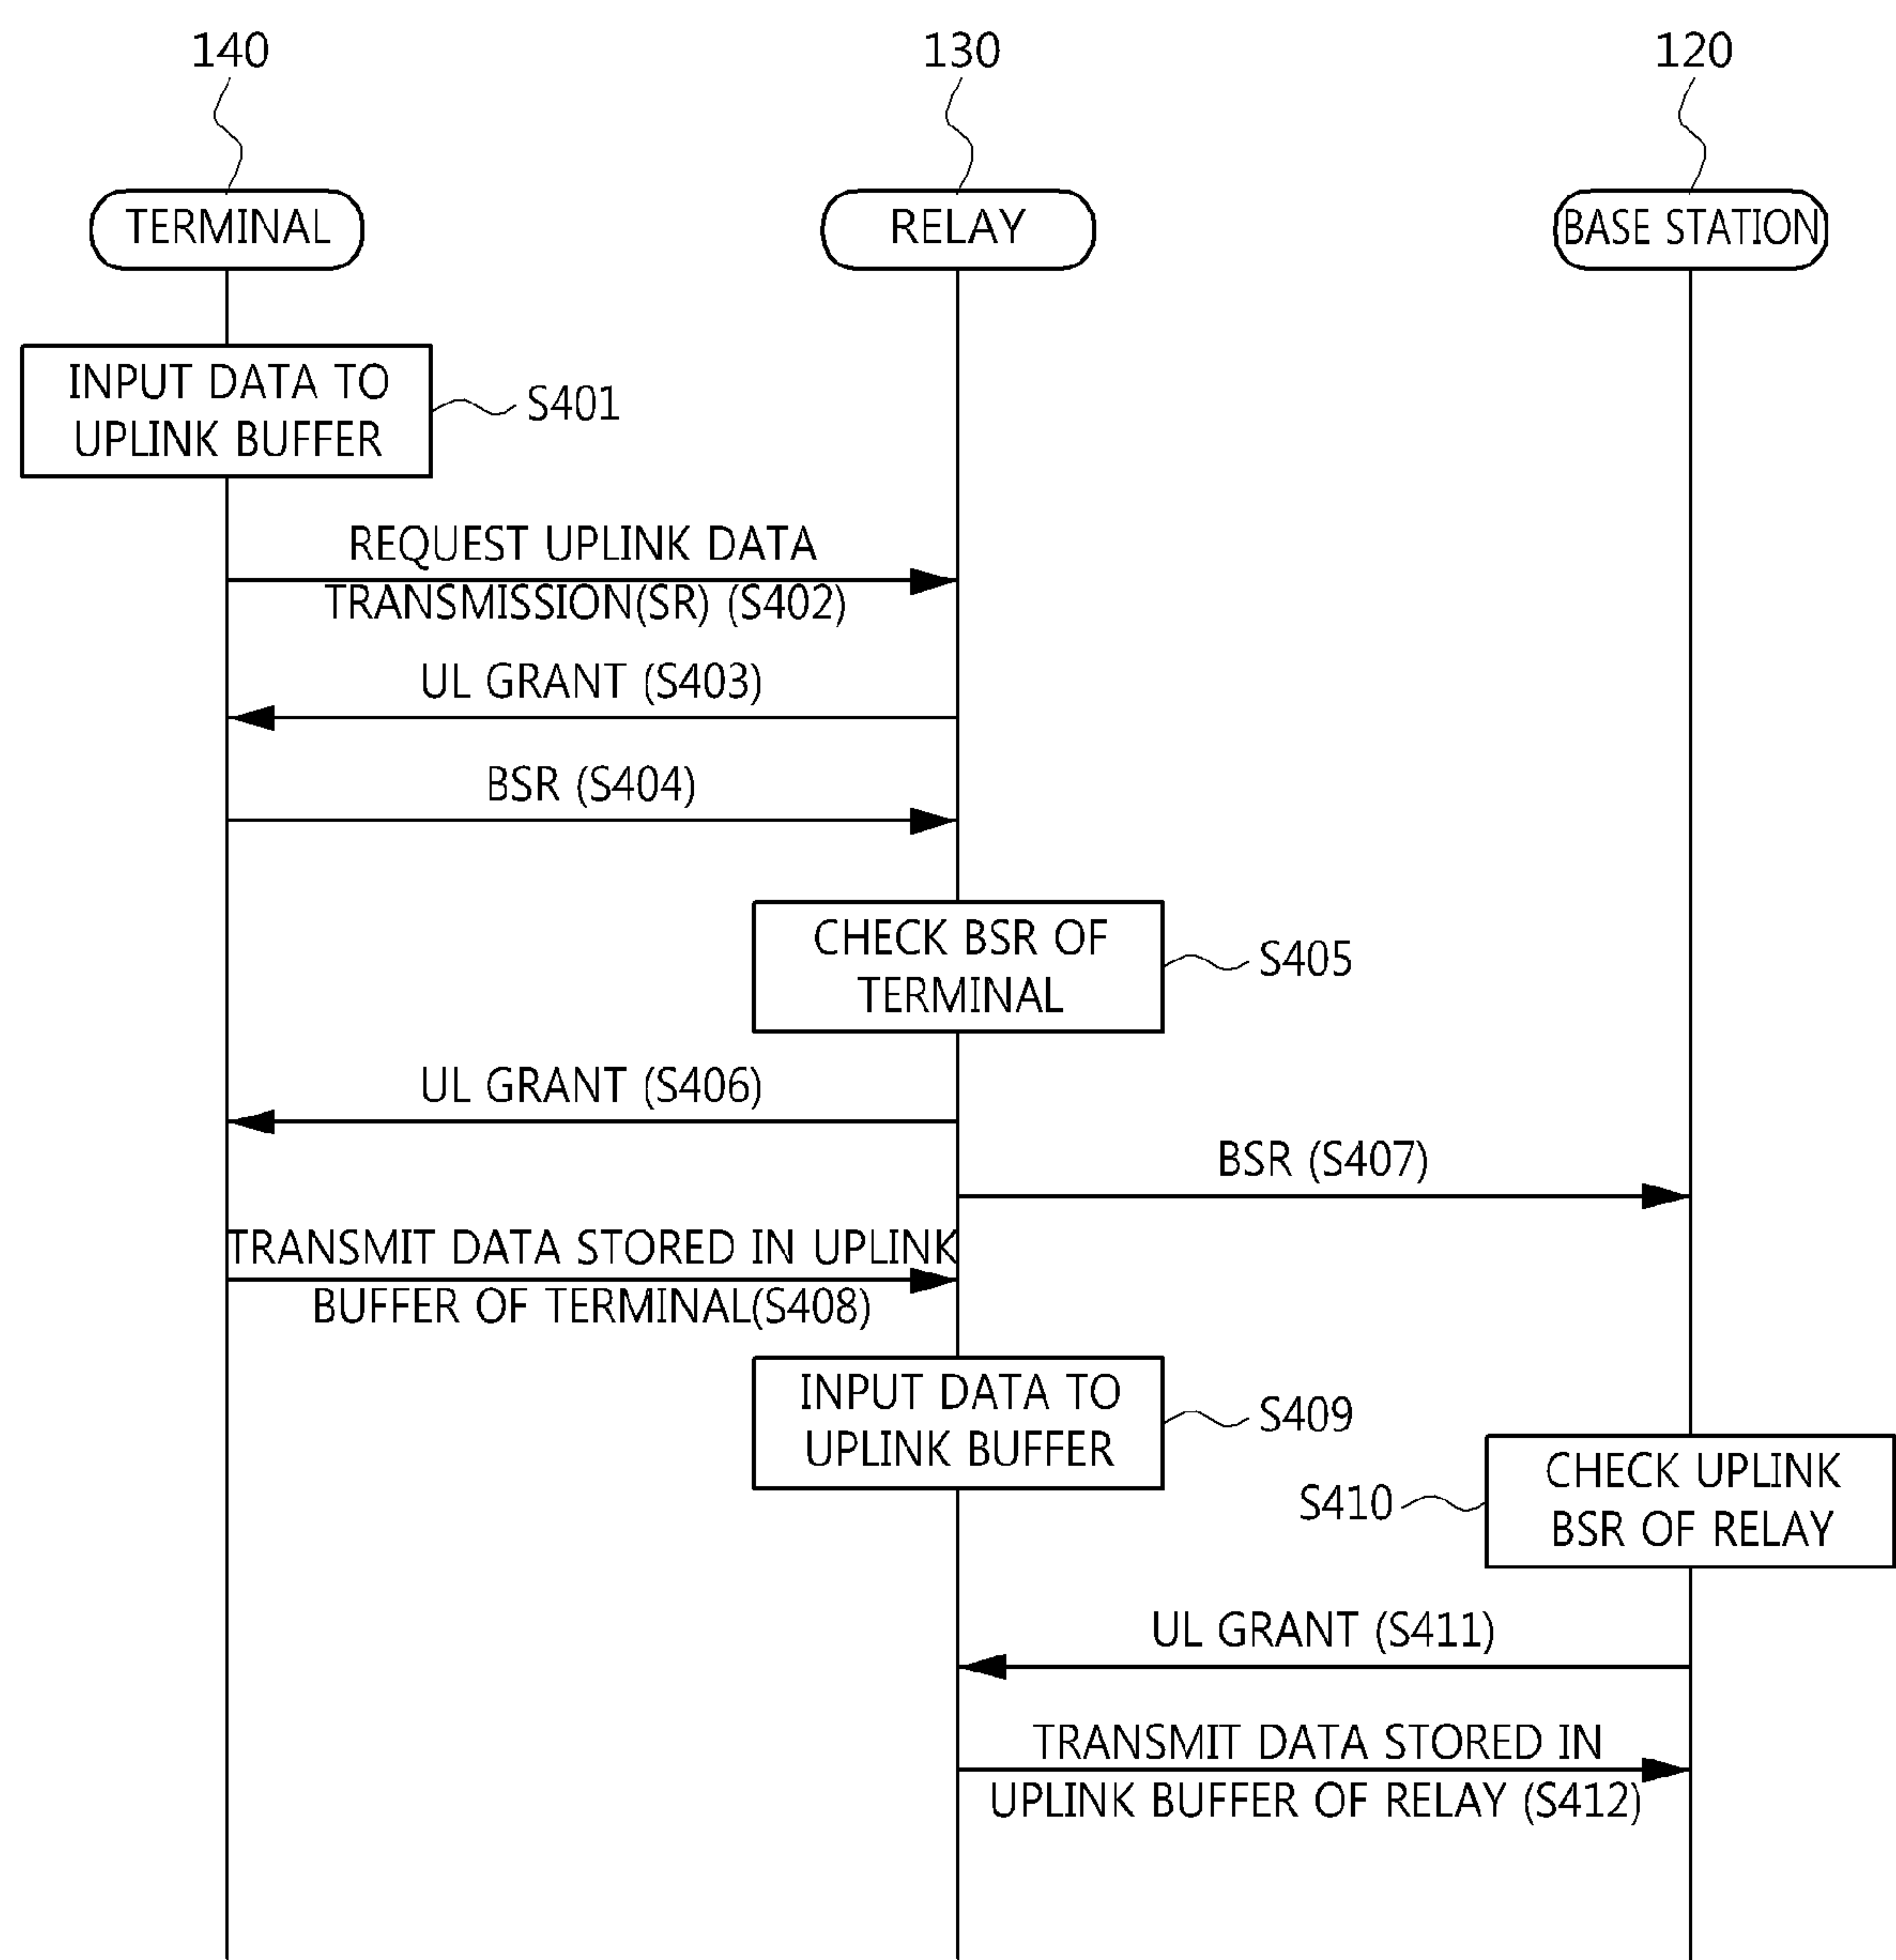 140
130
120
TERMINAL
RELAY
BASE STATION
INPUT DATA TO
UPLINK BUFFER
S401
REQUEST UPLINK DATA
TRANSMISSION(SR) (S402)
UL GRANT (S403)
BSR (S404)
CHECK BSR OF
TERMINAL
S405
UL GRANT (S406)
BSR (S407)
TRANSMIT DATA STORED IN UPLINK
BUFFER OF TERMINAL(S408)
INPUT DATA TO
UPLINK BUFFER
S409
CHECK UPLINK
BSR OF RELAY
S410
UL GRANT (S411)
TRANSMIT DATA STORED IN
UPLINK BUFFER OF RELAY (S412)